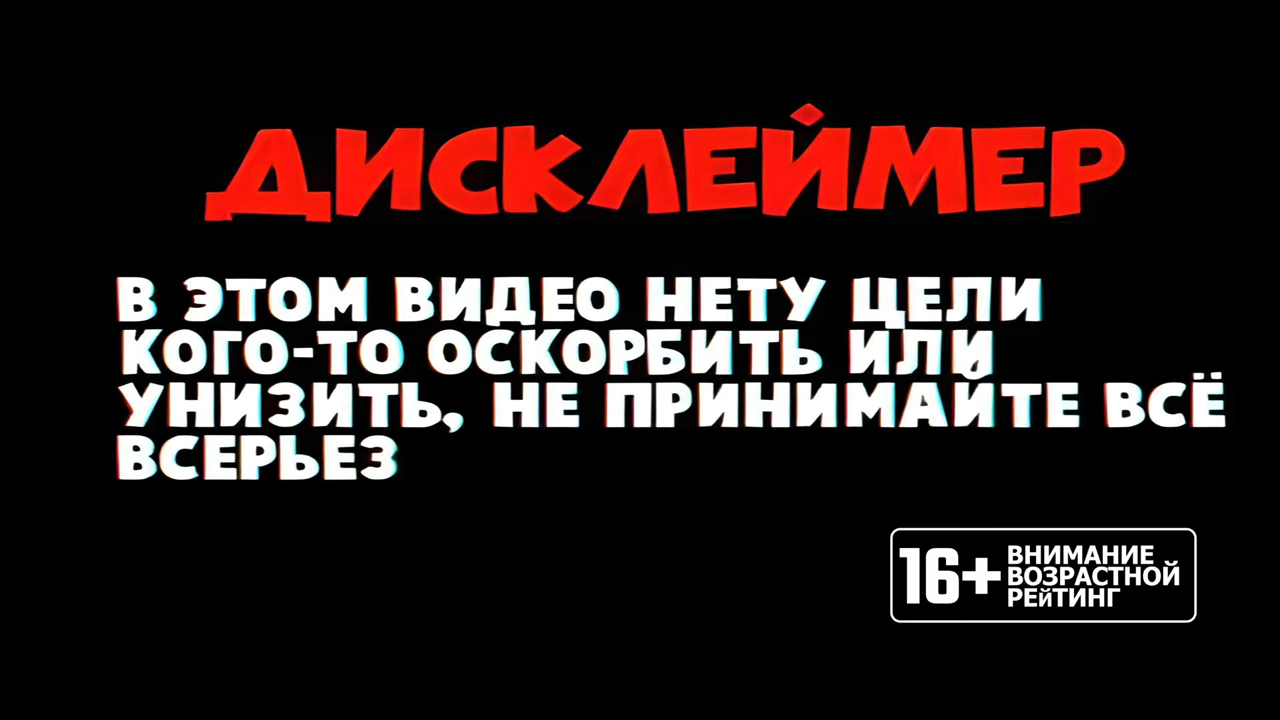 ДИСКЛЕЙМЕР
В ЭТОМ ВИДЕО НЕТУ ЦЕЛИ
КОГО-ТО ОСКОРБИТЬ ИЛИ
УНИЗИТЬ, НЕ ПРИНИМАЙТЕ ВСЁ
ВСЕРЬЕЗ
16+
ВНИМАНИЕ
ВОЗРАСТНОЙ
РЕйТИНГ